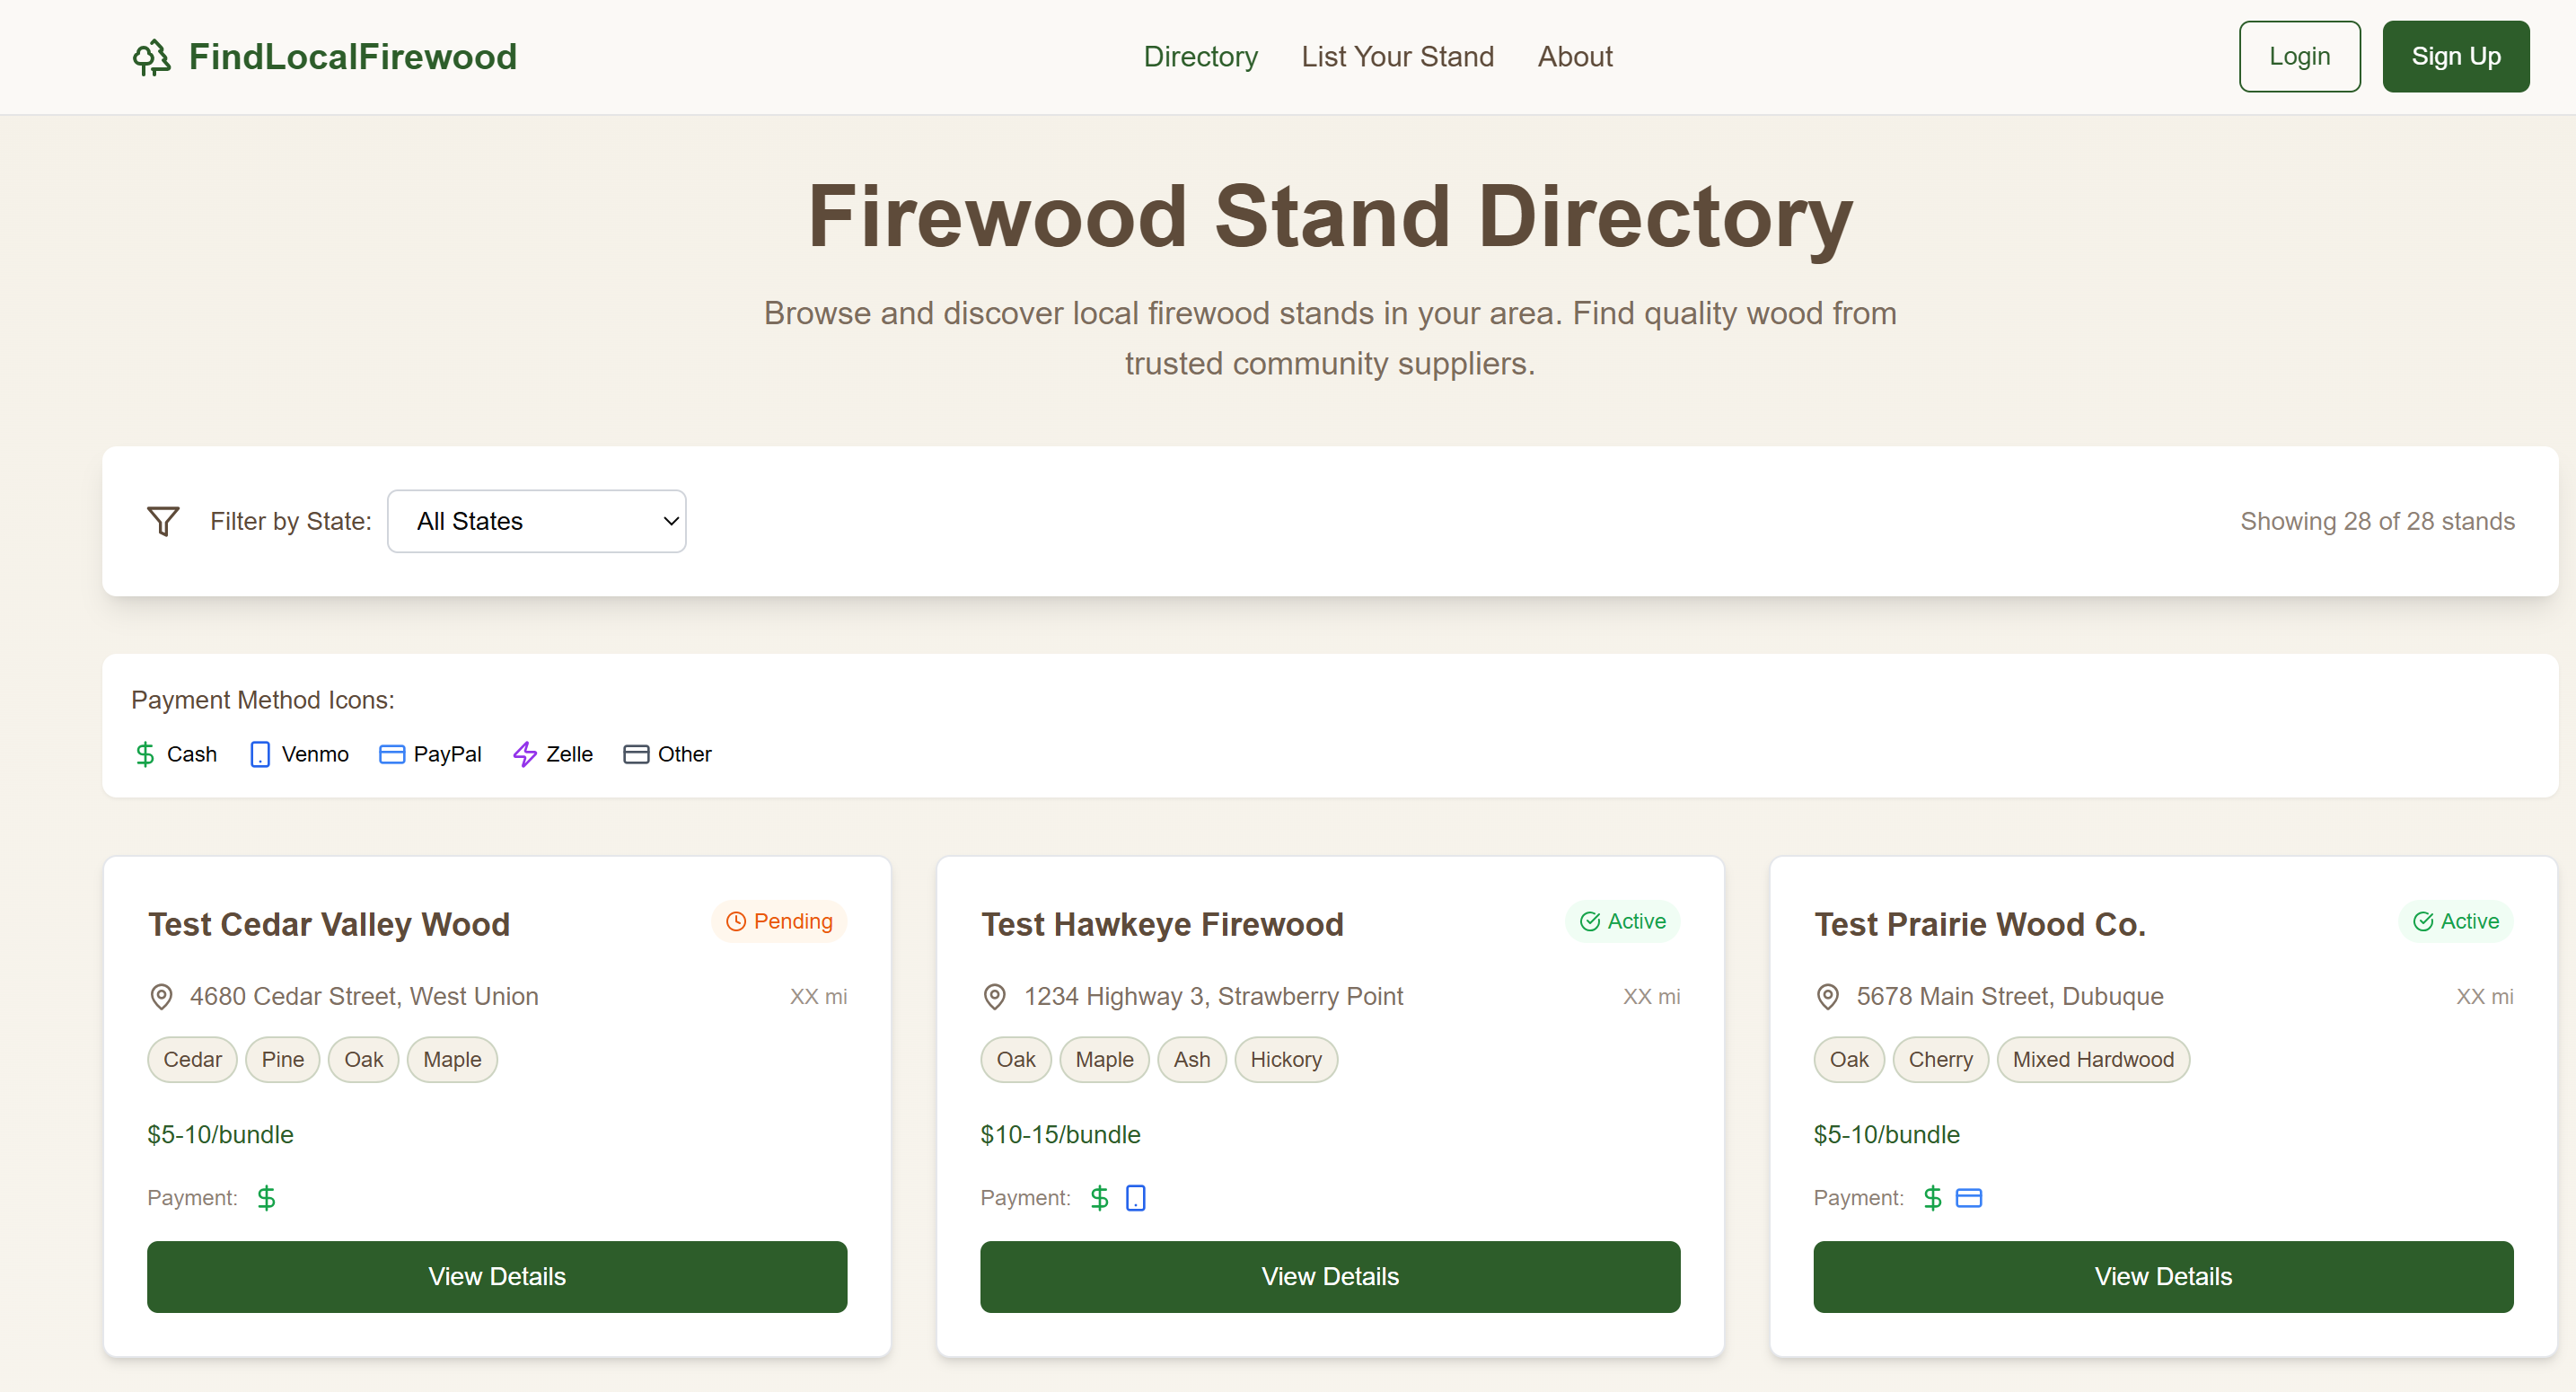 FindLocalFirewood
Directory List Your Stand About
Login Sign Up
Firewood Stand Directory
Browse and discover local firewood stands in your area. Find quality wood from
trusted community suppliers.
Filter by State: All States Showing 28 of 28 stands
Payment Method Icons:
$ Cash Venmo PayPal Zelle Other
Test Cedar Valley Wood Pending
4680 Cedar Street, West Union XX mi
Cedar Pine Oak Maple
$5-10/bundle
Payment: $
View Details
Test Hawkeye Firewood Active
1234 Highway 3, Strawberry Point XX mi
Oak Maple Ash Hickory
$10-15/bundle
Payment: $
View Details
Test Prairie Wood Co. Active
5678 Main Street, Dubuque XX mi
Oak Cherry Mixed Hardwood
$5-10/bundle
Payment: $
View Details